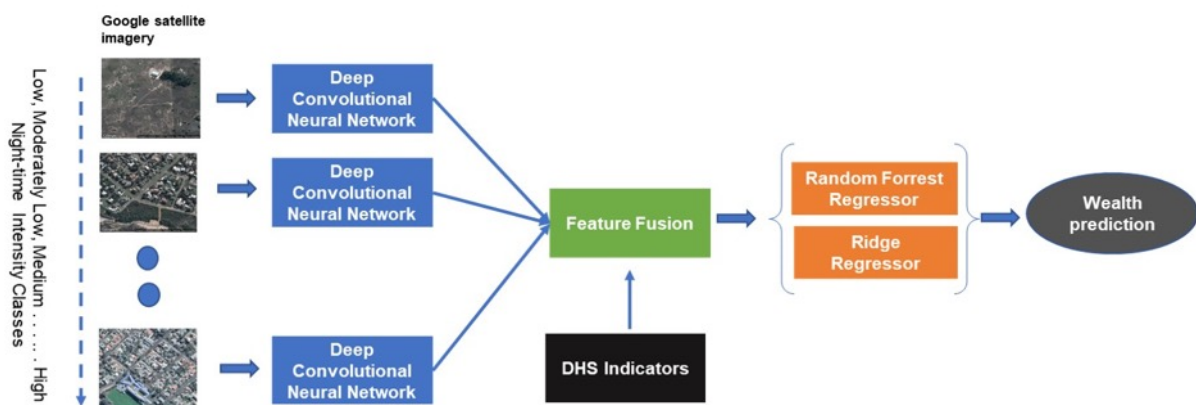 Google satellite
imagery
Low, Moderately Low, Medium . . . . . . High
Night-time Intensity Classes
Deep
Convolutional
Neural Network
Deep
Convolutional
Neural Network
Deep
Convolutional
Neural Network
Feature Fusion
DHS Indicators
Random Forrest
Regressor
Ridge
Regressor
Wealth
prediction